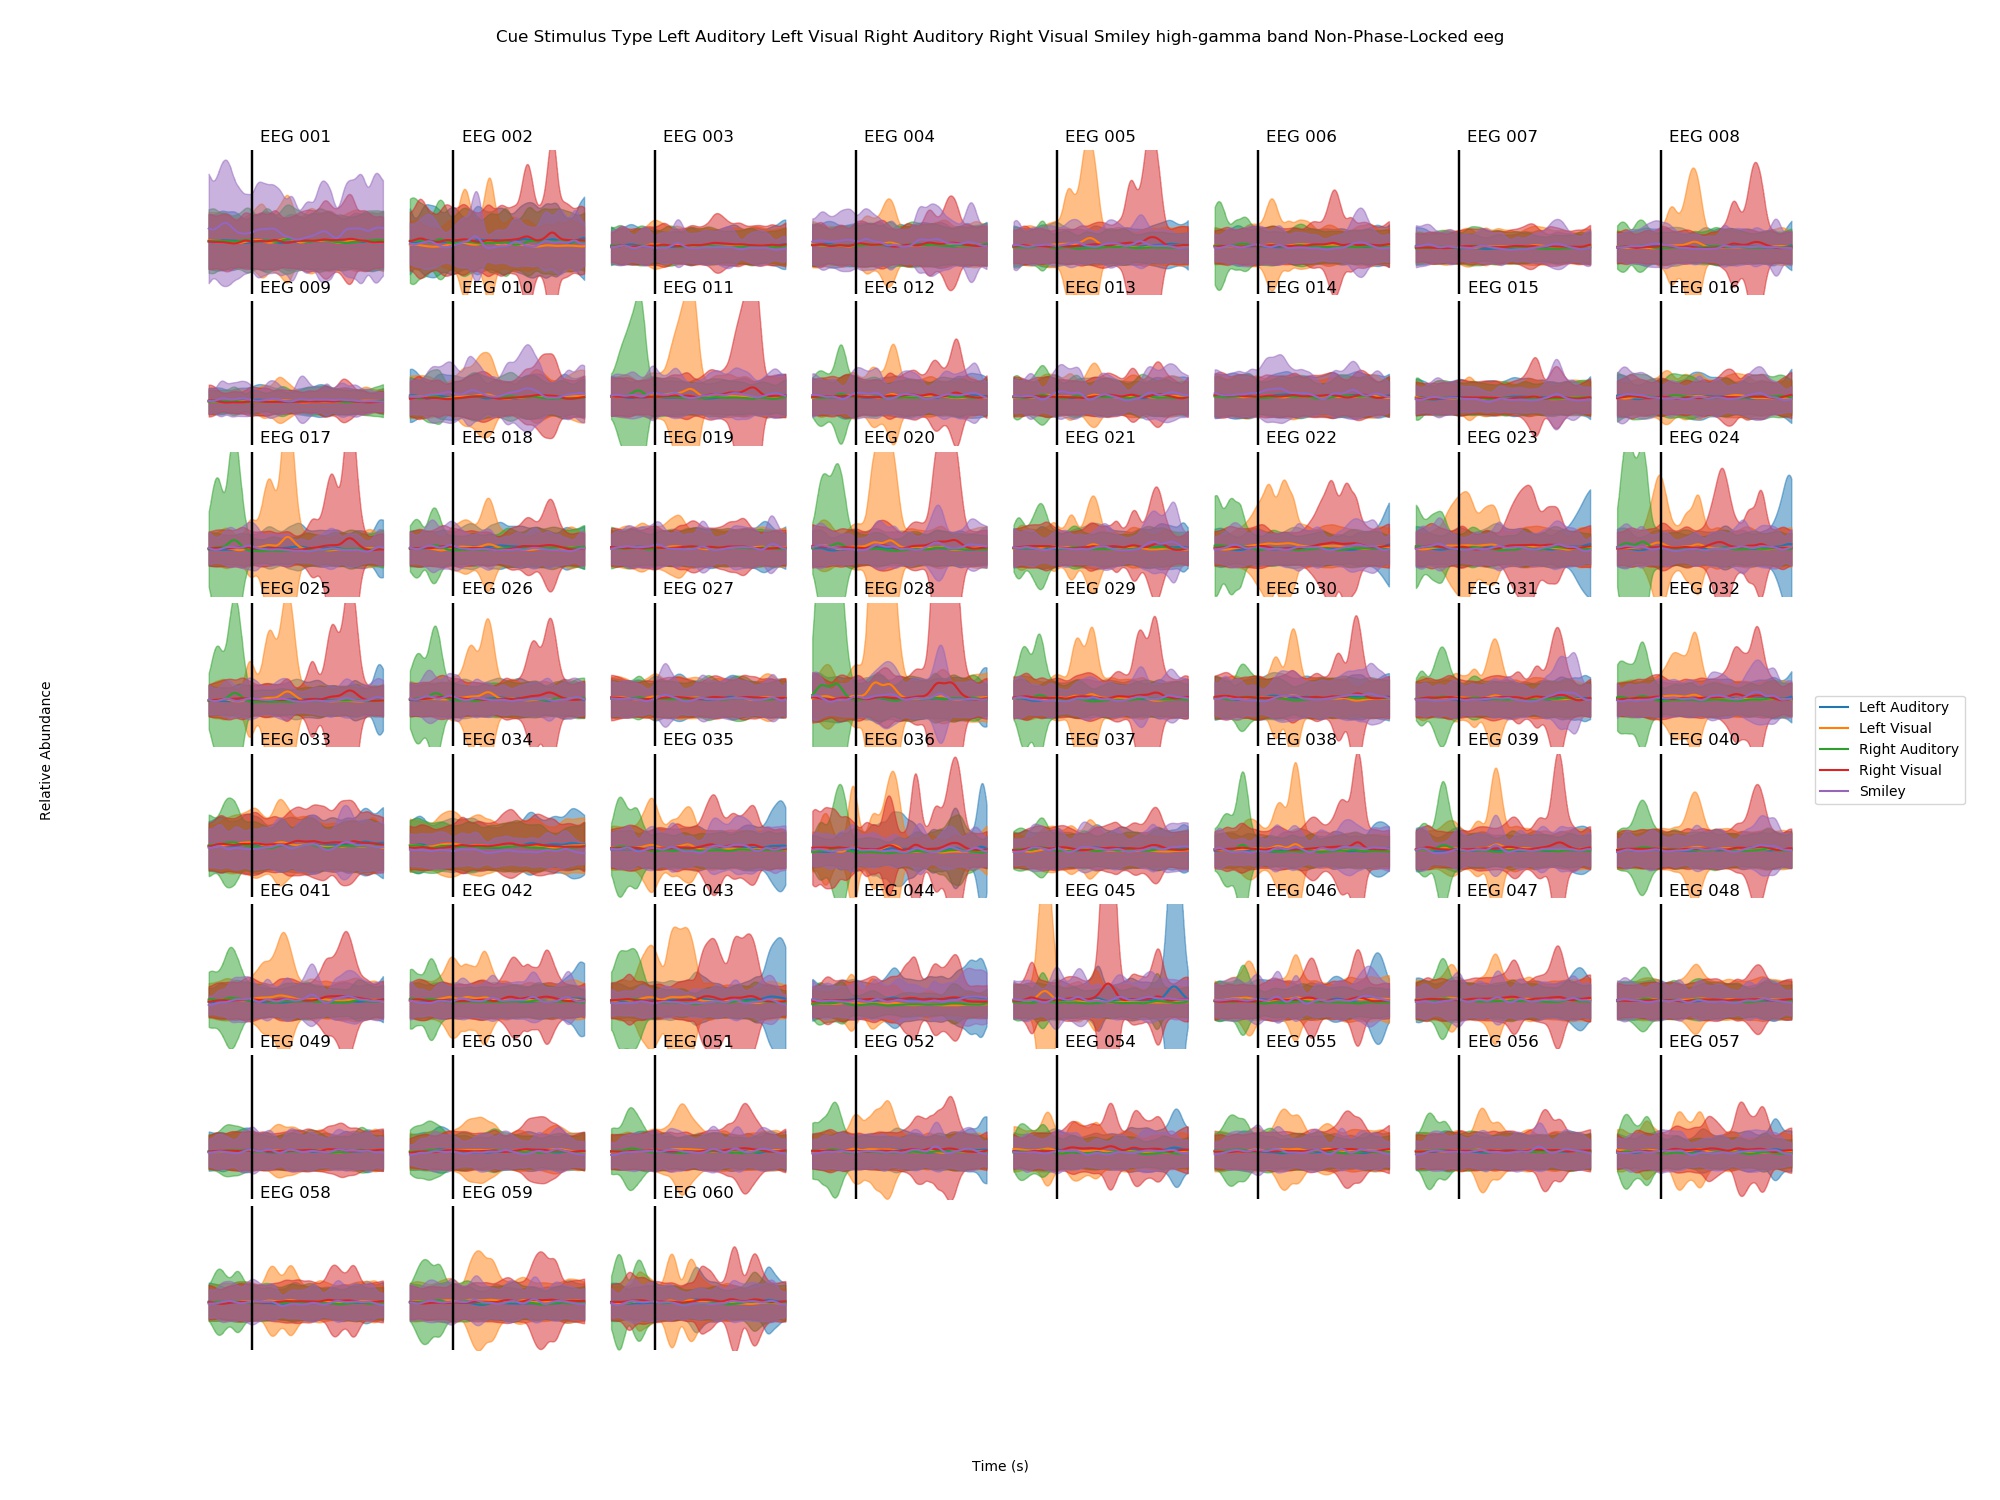 Cue Stimulus Type Left Auditory Left Visual Right Auditory Right Visual Smiley high-gamma band Non-Phase-Locked eeg
EEG 001 EEG 002 EEG 003 EEG 004 EEG 005 EEG 006 EEG 007 EEG 008
EEG 009 EEG 010 EEG 011 EEG 012 EEG 013 EEG 014 EEG 015 EEG 016
EEG 017 EEG 018 EEG 019 EEG 020 EEG 021 EEG 022 EEG 023 EEG 024
EEG 025 EEG 026 EEG 027 EEG 028 EEG 029 EEG 030 EEG 031 EEG 032
EEG 033 EEG 034 EEG 035 EEG 036 EEG 037 EEG 038 EEG 039 EEG 040
EEG 041 EEG 042 EEG 043 EEG 044 EEG 045 EEG 046 EEG 047 EEG 048
EEG 049 EEG 050 EEG 051 EEG 052 EEG 054 EEG 055 EEG 056 EEG 057
EEG 058 EEG 059 EEG 060
Relative Abundance
Left Auditory
Left Visual
Right Auditory
Right Visual
Smiley
Time (s)